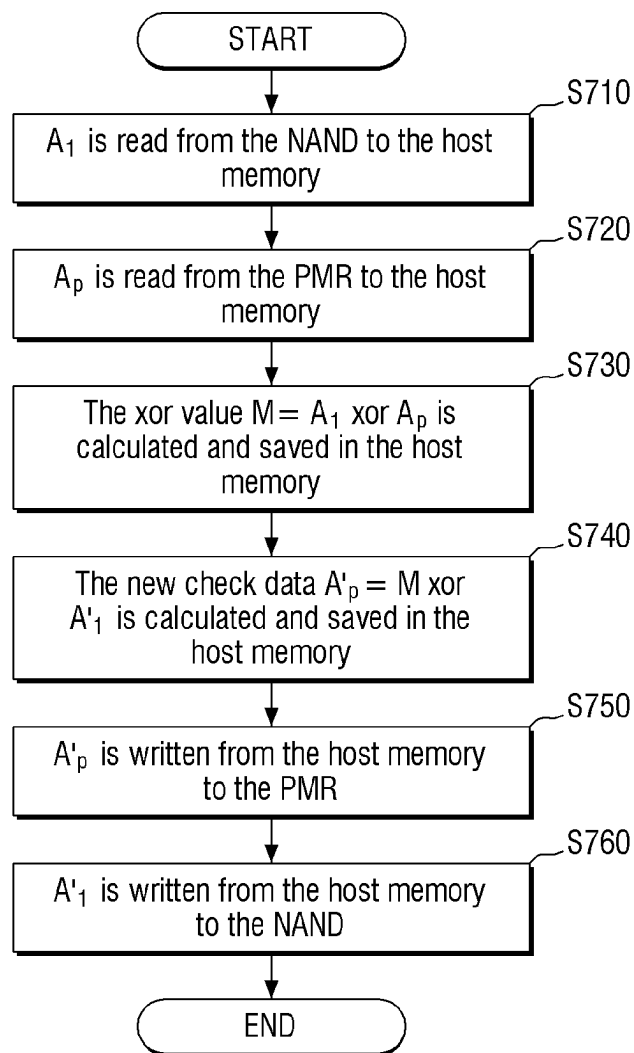 START
S710
A₁ is read from the NAND to the host
memory
S720
Aₚ is read from the PMR to the host
memory
S730
The xor value M = A₁ xor Aₚ is
calculated and saved in the host
memory
S740
The new check data A'ₚ = M xor
A'₁ is calculated and saved in the
host memory
S750
A'ₚ is written from the host memory
to the PMR
S760
A'₁ is written from the host memory
to the NAND
END